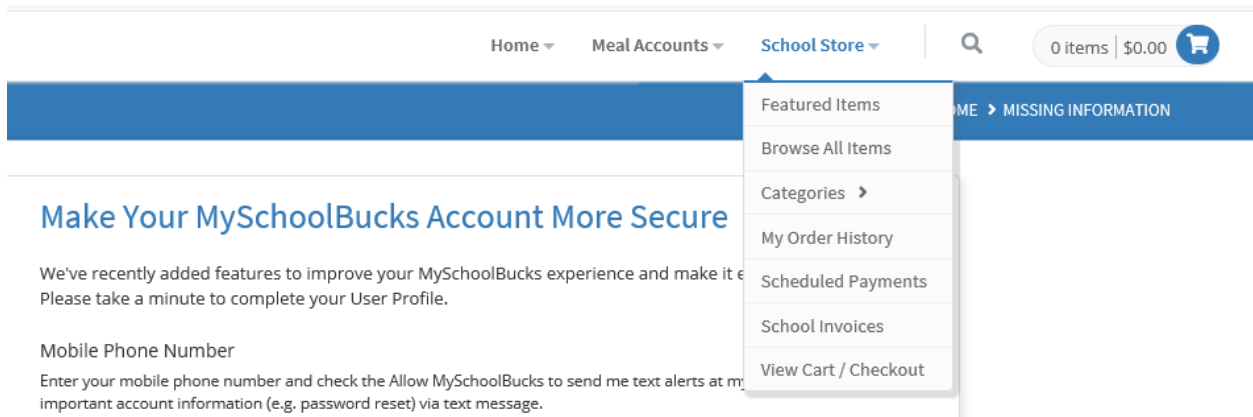 Home
Meal Accounts
School Store
0 items
$0.00
Featured Items
Browse All Items
Categories
My Order History
Scheduled Payments
School Invoices
View Cart / Checkout
MISSING INFORMATION
Make Your MySchoolBucks Account More Secure
We've recently added features to improve your MySchoolBucks experience and make it
Please take a minute to complete your User Profile.
Mobile Phone Number
Enter your mobile phone number and check the Allow MySchoolBucks to send me text alerts at
important account information (e.g. password reset) via text message.